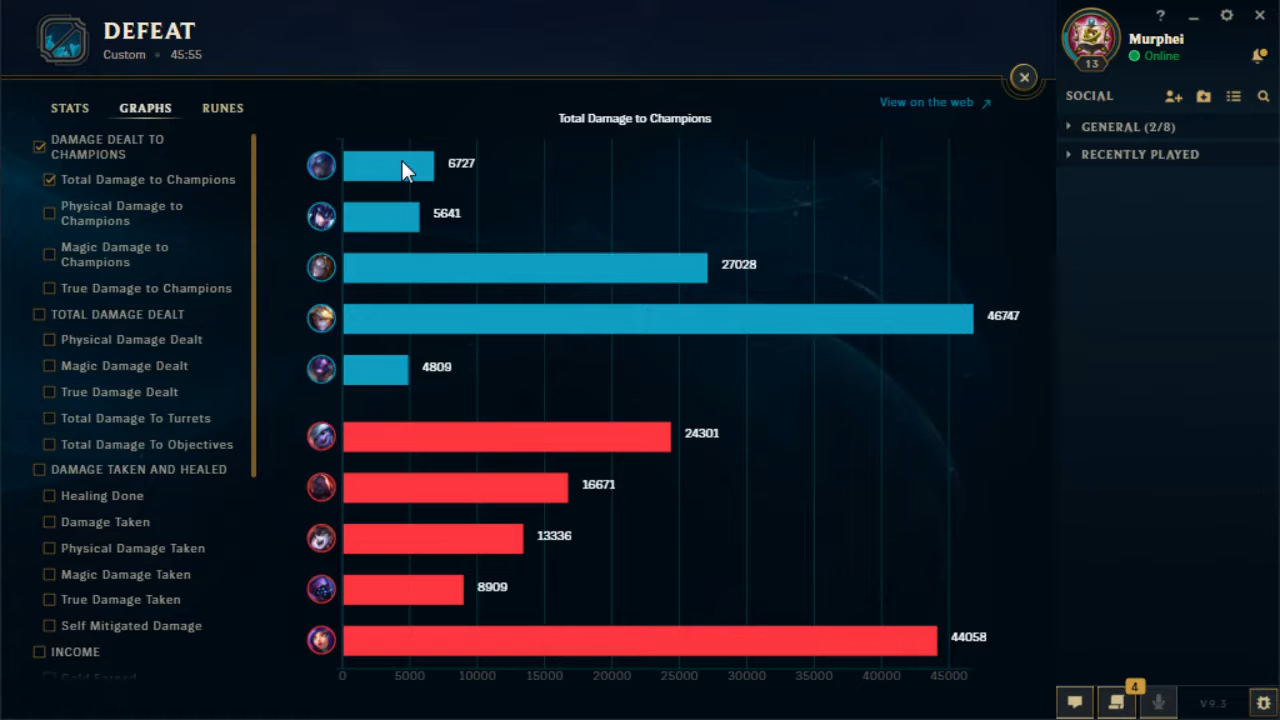 DEFEAT
Custom • 45:55
STATS
GRAPHS
RUNES
View on the web
DAMAGE DEALT TO
CHAMPIONS
Total Damage to Champions
Physical Damage to
Champions
Magic Damage to
Champions
True Damage to Champions
TOTAL DAMAGE DEALT
Physical Damage Dealt
Magic Damage Dealt
True Damage Dealt
Total Damage To Turrets
Total Damage To Objectives
DAMAGE TAKEN AND HEALED
Healing Done
Damage Taken
Physical Damage Taken
Magic Damage Taken
True Damage Taken
Self Mitigated Damage
INCOME
Gold Earned
Total Damage to Champions
6727
5641
27028
46747
4809
24301
16671
13336
8909
44058
0 5000 10000 15000 20000 25000 30000 35000 40000 45000
?
13
Murphei
Online
SOCIAL
GENERAL (2/8)
RECENTLY PLAYED
4
V9.3